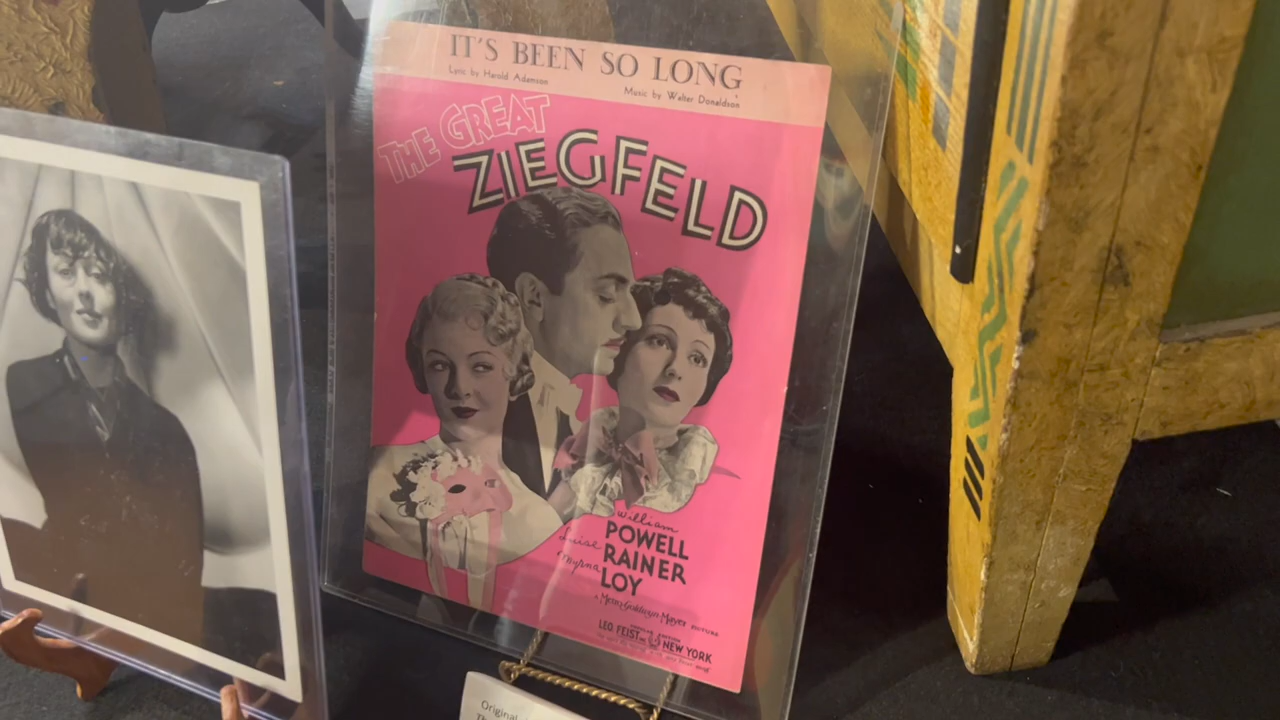 IT'S BEEN SO LONG
Lyric by Harold Adamson
Music by Walter Donaldson
THE GREAT
ZIEGFELD
William
POWELL
Luise RAINER
Myrna LOY
a Metro-Goldwyn-Mayer PICTURE
LEO FEIST INC NEW YORK
Original